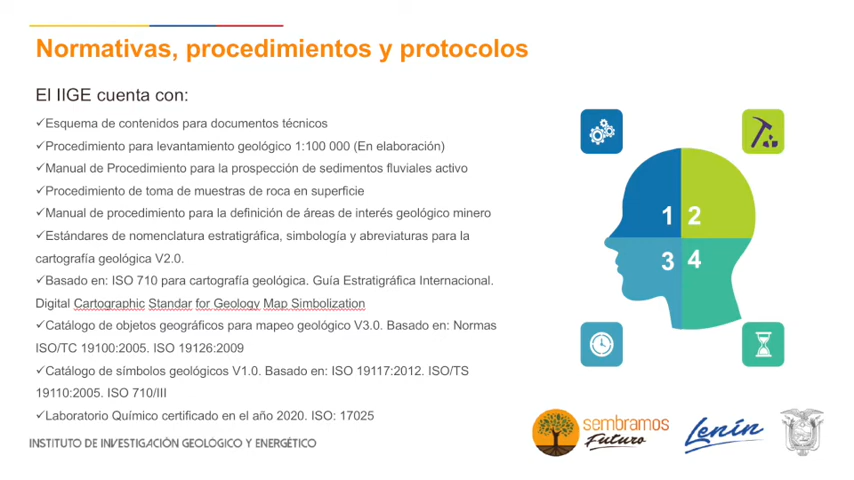 Normativas, procedimientos y protocolos
El IIGE cuenta con:
✓Esquema de contenidos para documentos técnicos
✓Procedimiento para levantamiento geológico 1:100 000 (En elaboración)
✓Manual de Procedimiento para la prospección de sedimentos fluviales activo
✓Procedimiento de toma de muestras de roca en superficie
✓Manual de procedimiento para la definición de áreas de interés geológico minero
✓Estándares de nomenclatura estratigráfica, simbología y abreviaturas para la
cartografía geológica V2.0.
✓Basado en: ISO 710 para cartografía geológica. Guía Estratigráfica Internacional.
Digital Cartographic Standar for Geology Map Simbolization
✓Catálogo de objetos geográficos para mapeo geológico V3.0. Basado en: Normas
ISO/TC 19100:2005. ISO 19126:2009
✓Catálogo de símbolos geológicos V1.0. Basado en: ISO 19117:2012. ISO/TS
19110:2005. ISO 710/III
✓Laboratorio Químico certificado en el año 2020. ISO: 17025
1 2
3 4
INSTITUTO DE INVESTIGACIÓN GEOLÓGICO Y ENERGÉTICO
sembramos
Futuro
Lenín